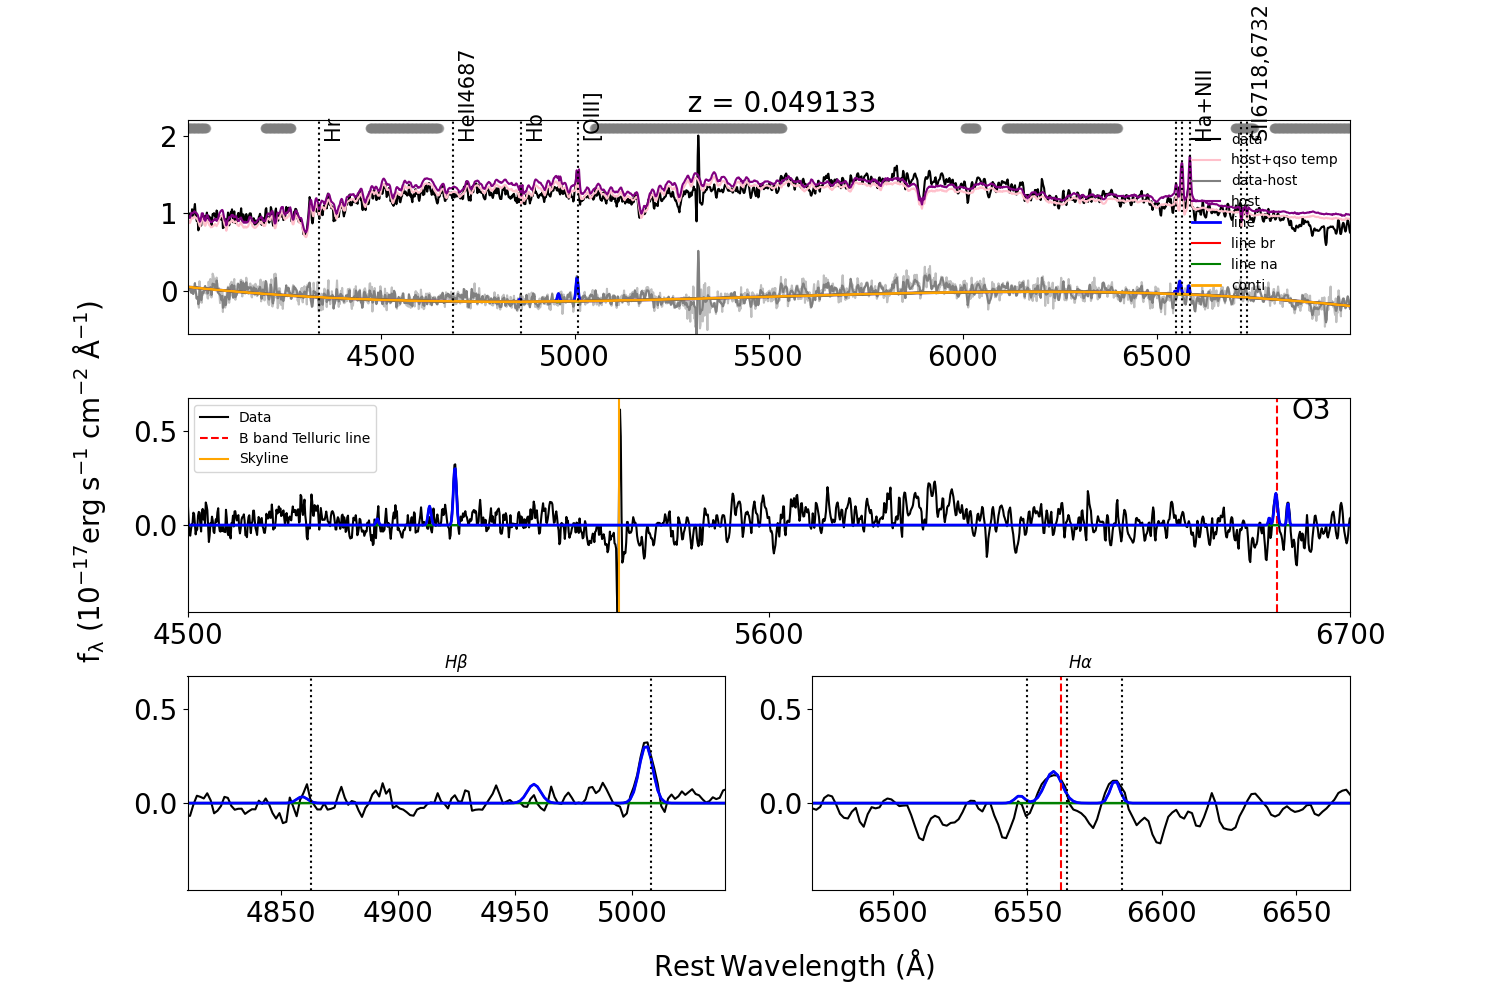 z = 0.049133
Hr
HeII4687
Hb
[OIII]
Ha+NII
SII6718,6732
data
host+qso temp
data-host
host
line
line br
line na
conti
2
1
0
4500 5000 5500 6000 6500
O3
Data
B band Telluric line
Skyline
0.5
0.0
4500 5600 6700
fλ (10−17erg s−1 cm−2 Å−1)
Hβ
0.5
0.0
4850 4900 4950 5000
Hα
0.5
0.0
6500 6550 6600 6650
Rest Wavelength (Å)